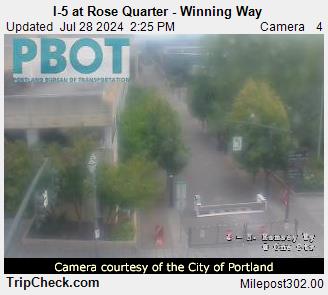 I-5 at Rose Quarter - Winning Way
Updated Jul 28 2024 2:25 PM Camera 4
PBOT
PORTLAND BUREAU OF TRANSPORTATION
Camera courtesy of the City of Portland
TripCheck.com Milepost302.00